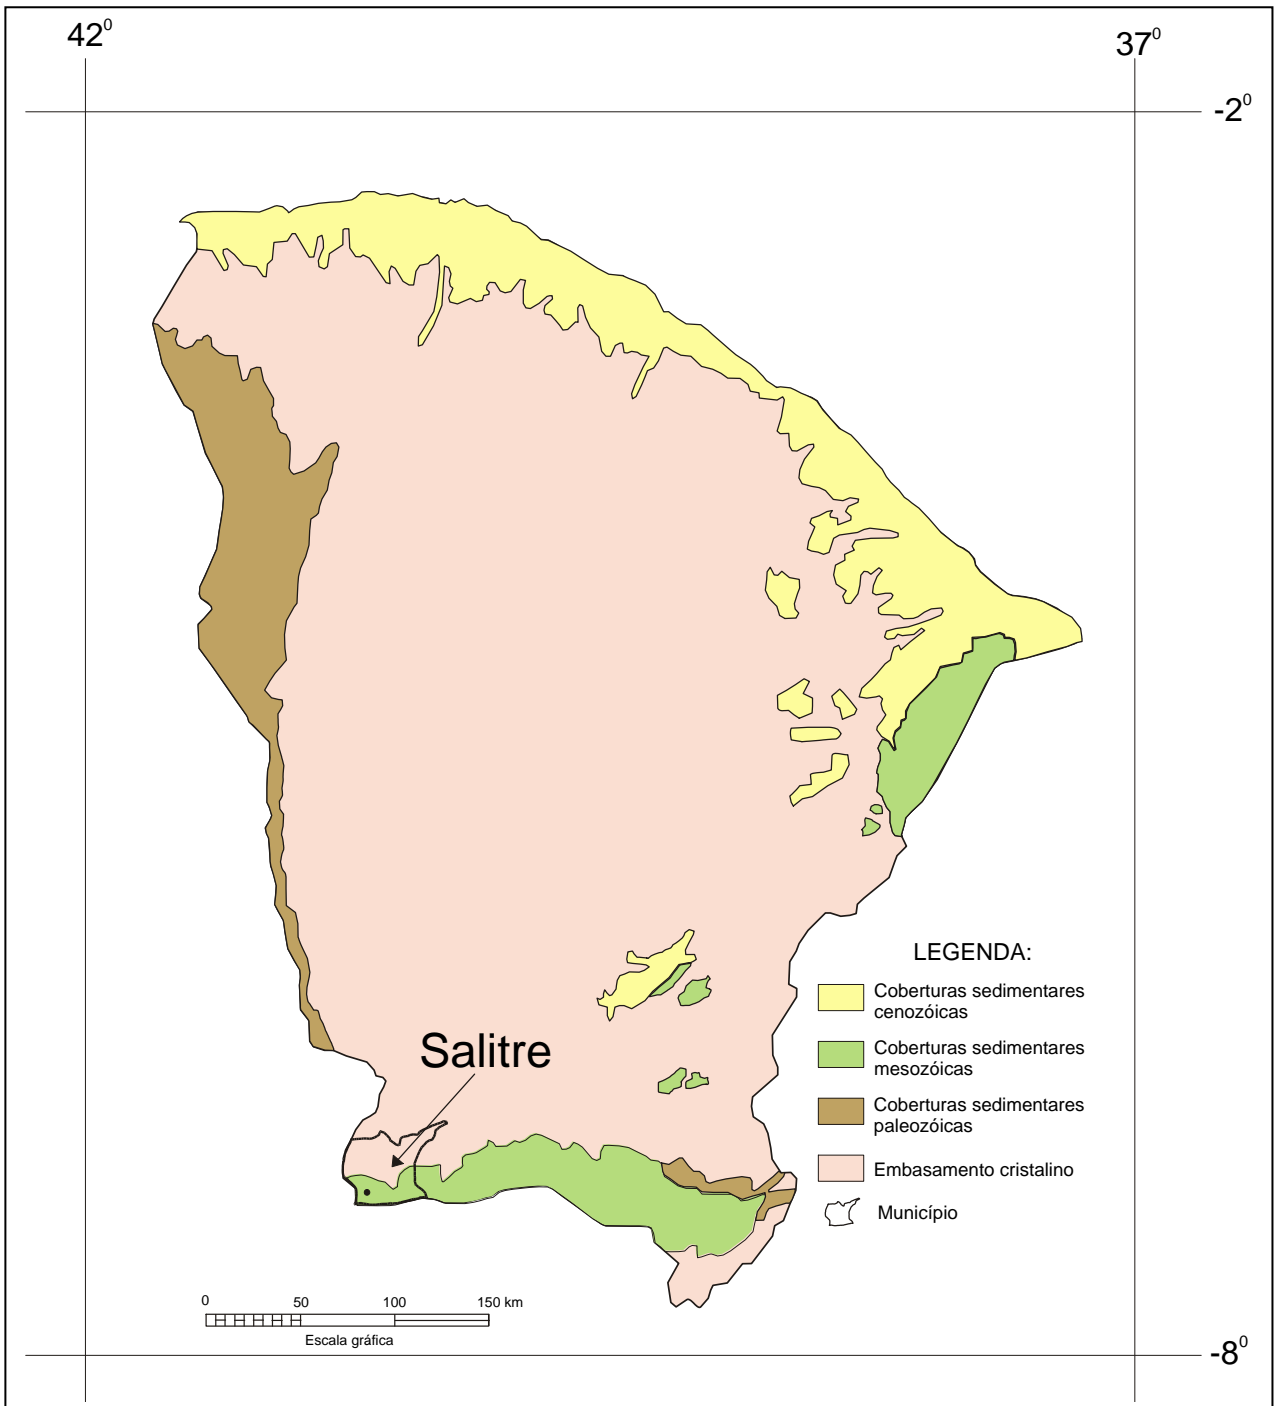 42⁰
37⁰
-2⁰
LEGENDA:
Coberturas sedimentares
cenozóicas
Coberturas sedimentares
mesozóicas
Salitre
Coberturas sedimentares
paleozóicas
Embasamento cristalino
Município
0 50 100 150 km
Escala gráfica
-8⁰